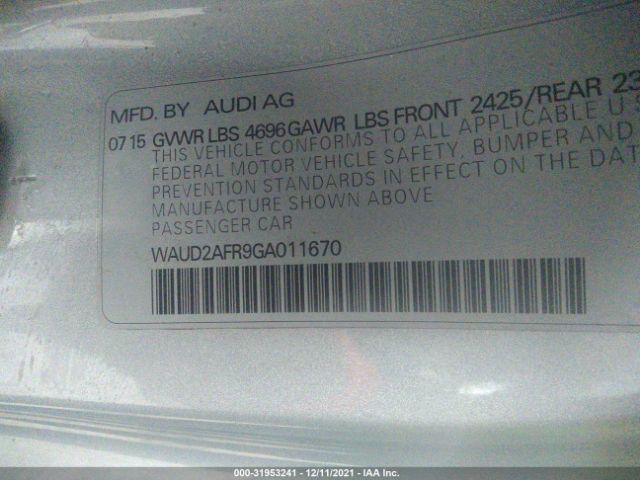 MFD. BY AUDI AG
07 15 GVWR LBS 4696 GAWR LBS FRONT 2425/REAR 23
THIS VEHICLE CONFORMS TO ALL APPLICABLE U
FEDERAL MOTOR VEHICLE SAFETY, BUMPER AND
PREVENTION STANDARDS IN EFFECT ON THE DAT
MANUFACTURE SHOWN ABOVE
PASSENGER CAR
WAUD2AFR9GA011670
000-31953241 - 12/11/2021 - IAA Inc.